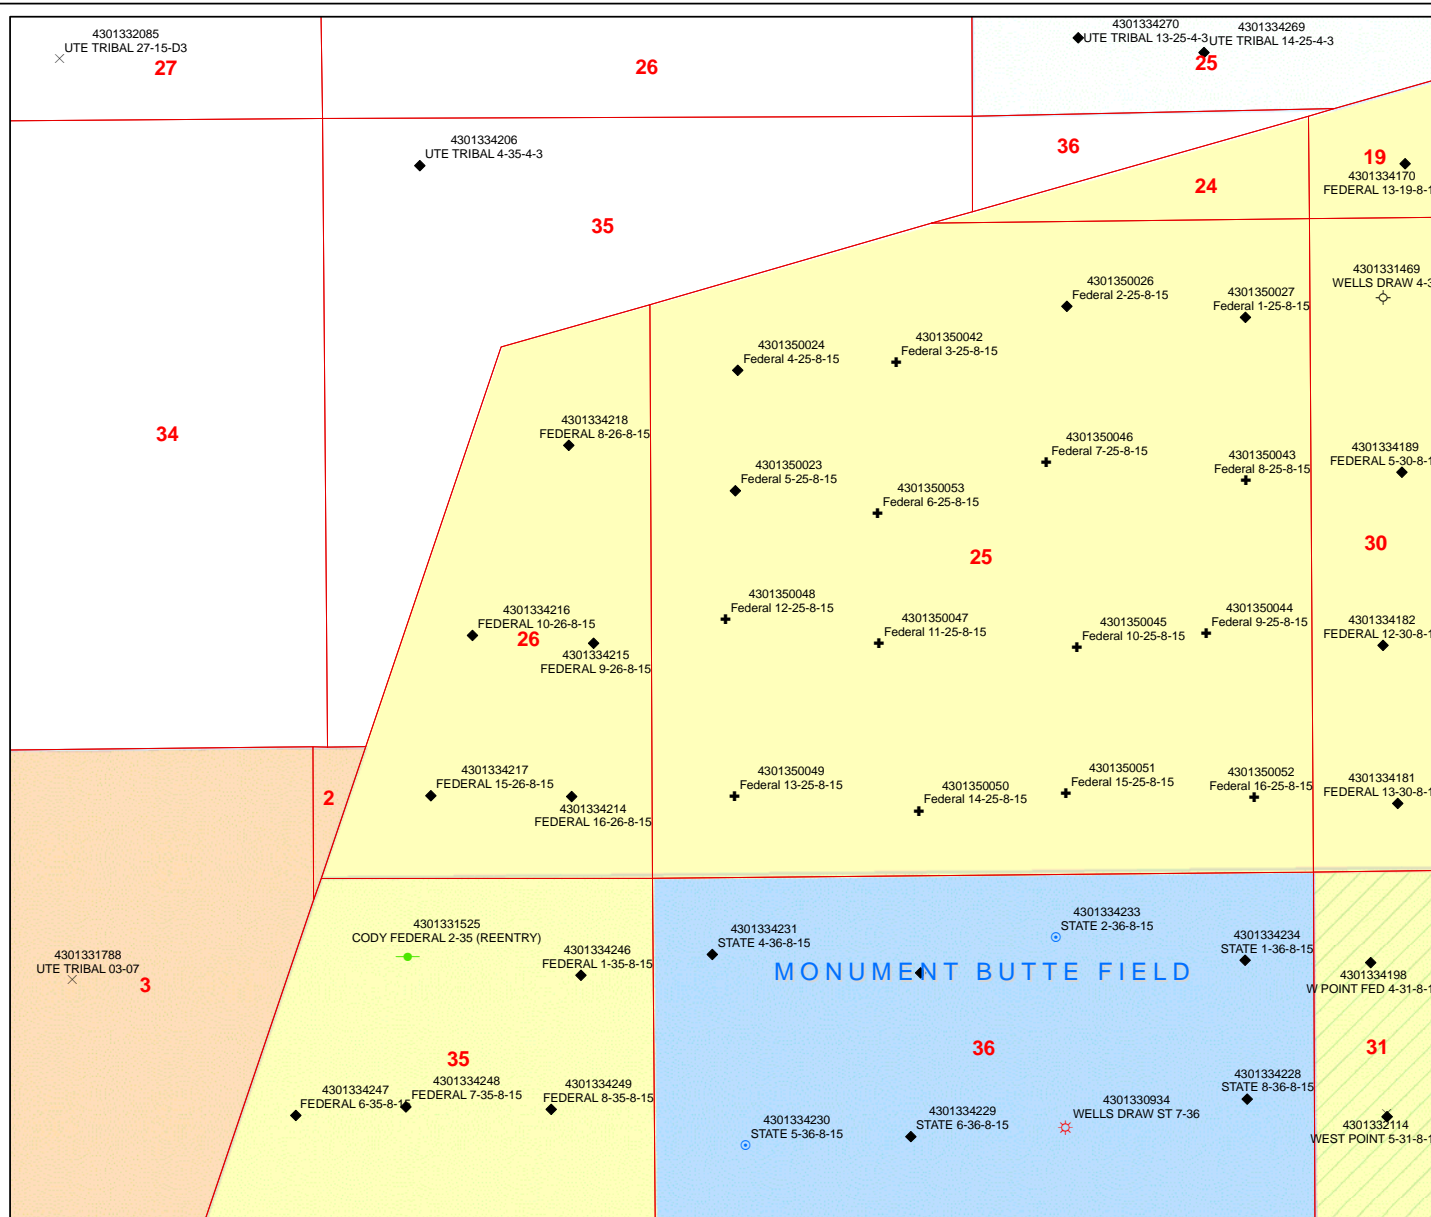 4301332085
UTE TRIBAL 27-15-D3
27
26
4301334270
UTE TRIBAL 13-25-4-3
4301334269
UTE TRIBAL 14-25-4-3
25
4301334206
UTE TRIBAL 4-35-4-3
36
24
19
4301334170
FEDERAL 13-19-8-1
35
4301331469
WELLS DRAW 4-3
4301350026
Federal 2-25-8-15
4301350027
Federal 1-25-8-15
4301350024
Federal 4-25-8-15
4301350042
Federal 3-25-8-15
34
4301334218
FEDERAL 8-26-8-15
4301350023
Federal 5-25-8-15
4301350053
Federal 6-25-8-15
4301350046
Federal 7-25-8-15
4301350043
Federal 8-25-8-15
4301334189
FEDERAL 5-30-8-1
25
30
4301334216
FEDERAL 10-26-8-15
26
4301334215
FEDERAL 9-26-8-15
4301350048
Federal 12-25-8-15
4301350047
Federal 11-25-8-15
4301350045
Federal 10-25-8-15
4301350044
Federal 9-25-8-15
4301334182
FEDERAL 12-30-8-1
2
4301334217
FEDERAL 15-26-8-15
4301334214
FEDERAL 16-26-8-15
4301350049
Federal 13-25-8-15
4301350050
Federal 14-25-8-15
4301350051
Federal 15-25-8-15
4301350052
Federal 16-25-8-15
4301334181
FEDERAL 13-30-8-1
4301331788
UTE TRIBAL 03-07
3
4301331525
CODY FEDERAL 2-35 (REENTRY)
4301334246
FEDERAL 1-35-8-15
4301334231
STATE 4-36-8-15
4301334233
STATE 2-36-8-15
4301334234
STATE 1-36-8-15
MONUMENT BUTTE FIELD
4301334198
W POINT FED 4-31-8-1
35
36
31
4301334247
FEDERAL 6-35-8-15
4301334248
FEDERAL 7-35-8-15
4301334249
FEDERAL 8-35-8-15
4301334230
STATE 5-36-8-15
4301334229
STATE 6-36-8-15
4301330934
WELLS DRAW ST 7-36
4301334228
STATE 8-36-8-15
4301332114
WEST POINT 5-31-8-1